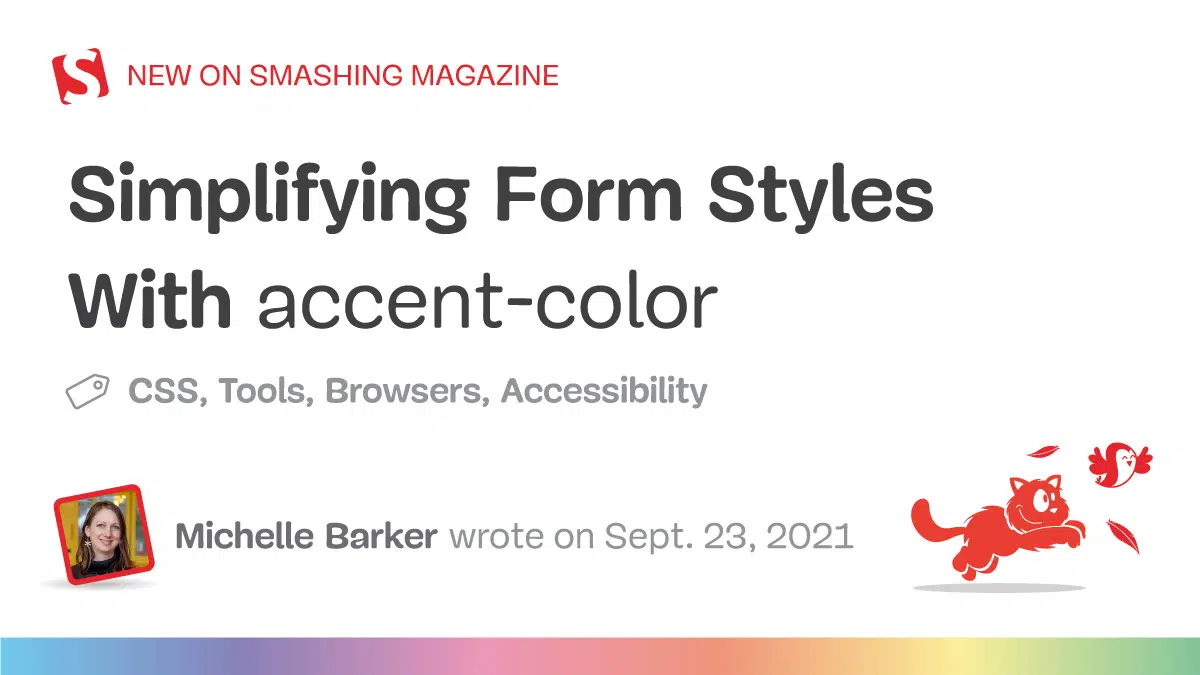 NEW ON SMASHING MAGAZINE
Simplifying Form Styles
With accent-color
CSS, Tools, Browsers, Accessibility
Michelle Barker wrote on Sept. 23, 2021